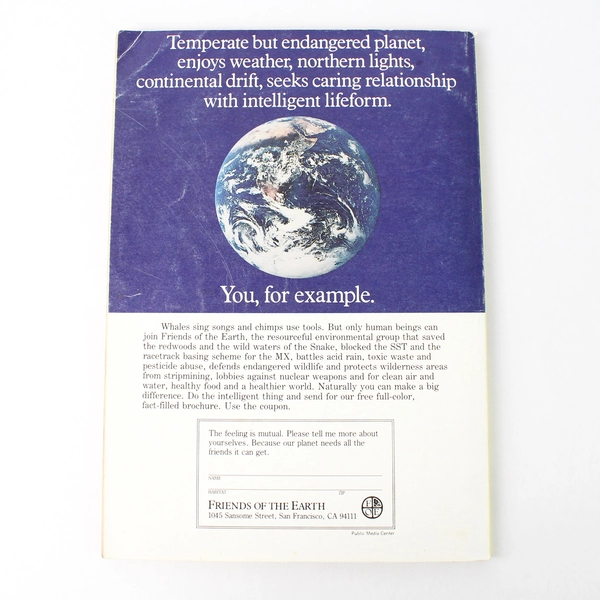 Temperate but endangered planet,
enjoys weather, northern lights,
continental drift, seeks caring relationship
with intelligent lifeform.
You, for example.
Whales sing songs and chimps use tools. But only human beings can
join Friends of the Earth, the resourceful environmental group that saved
the redwoods and the wild waters of the Snake, blocked the SST and the
racetrack basing scheme for the MX, battles acid rain, toxic waste and
pesticide abuse, defends endangered wildlife and protects wilderness areas
from stripmining, lobbies against nuclear weapons and for clean air and
water, healthy food and a healthier world. Naturally you can make a big
difference. Do the intelligent thing and send for our free full-color,
fact-filled brochure. Use the coupon.
The feeling is mutual. Please tell me more about
yourselves. Because our planet needs all the
friends it can get.
NAME
HABITAT ZIP
FRIENDS OF THE EARTH
1045 Sansome Street, San Francisco, CA 94111
Public Media Center